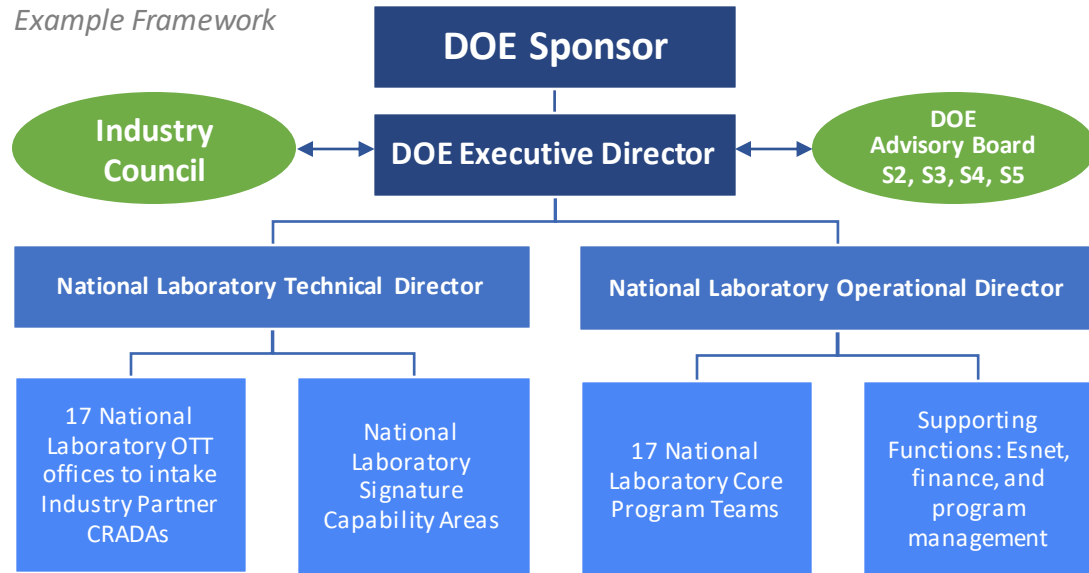 Example Framework
DOE Sponsor
Industry
Council
DOE Executive Director
DOE
Advisory Board
S2, S3, S4, S5
National Laboratory Technical Director
National Laboratory Operational Director
17 National
Laboratory OTT
offices to intake
Industry Partner
CRADAs
National
Laboratory
Signature
Capability Areas
17 National
Laboratory Core
Program Teams
Supporting
Functions: Esnet,
finance, and
program
management